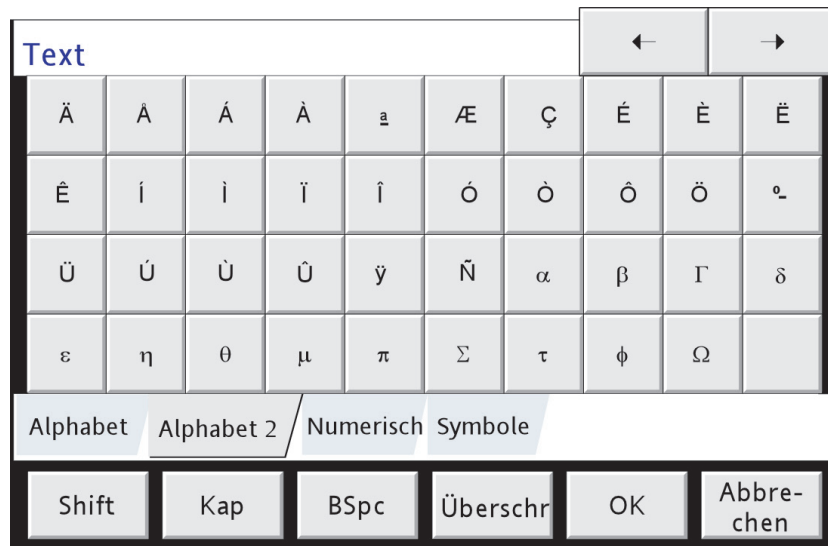 Text ← →
Ä Å Á À ª Æ Ç É È Ë
Ê Í Ì Ï Î Ó Ò Ô Ö º-
Ü Ú Ù Û ÿ Ñ α β Γ δ
ε η θ μ π Σ τ ϕ Ω
Alphabet Alphabet 2 Numerisch Symbole
Shift Kap BSpc Überschr OK Abbre-
chen